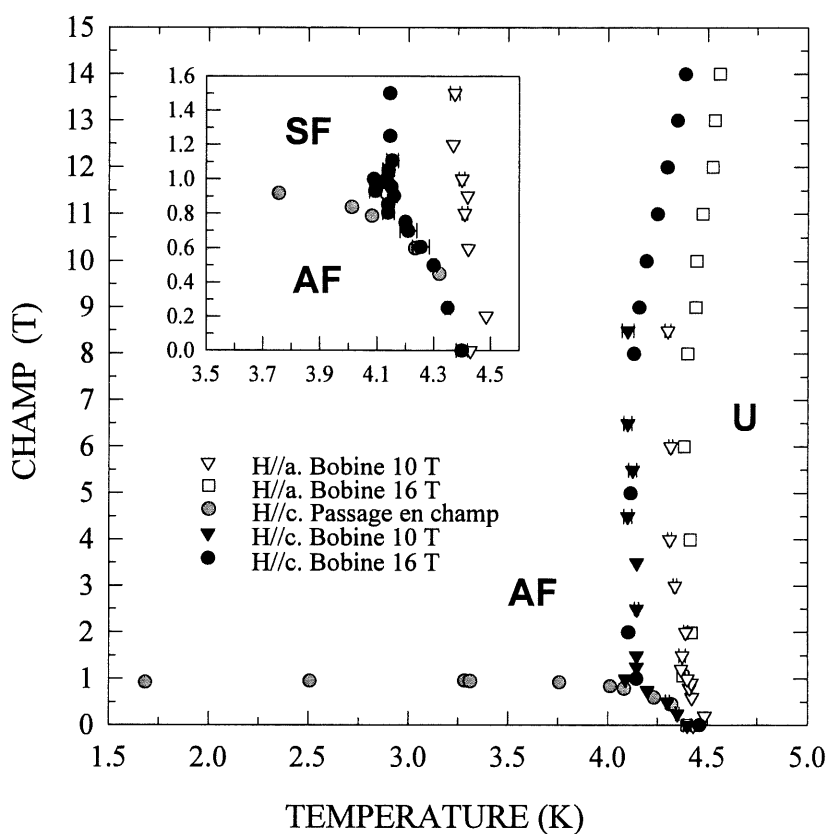 15
14
13
12
11
10
9
8
7
6
5
4
3
2
1
0
CHAMP (T)
1.6
1.4
1.2
1.0
0.8
0.6
0.4
0.2
0.0
SF
AF
3.5 3.7 3.9 4.1 4.3 4.5
U
H//a. Bobine 10 T
H//a. Bobine 16 T
H//c. Passage en champ
H//c. Bobine 10 T
H//c. Bobine 16 T
AF
1.5 2.0 2.5 3.0 3.5 4.0 4.5 5.0
TEMPERATURE (K)